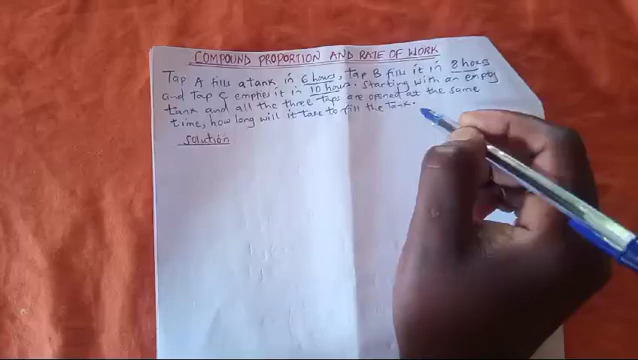 COMPOUND PROPORTION AND RATE OF WORK
Tap A fills a tank in 6 hours, tap B fills it in 8 hours
and Tap C empties it in 10 hours. Starting with an empty
tank and all the three taps are opened at the same
time, how long will it take to fill the tank.
Solution